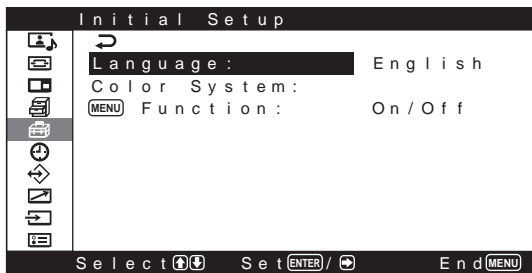 Initial Setup
Language: English
Color System:
MENU Function: On/Off
Select Set ENTER / End MENU